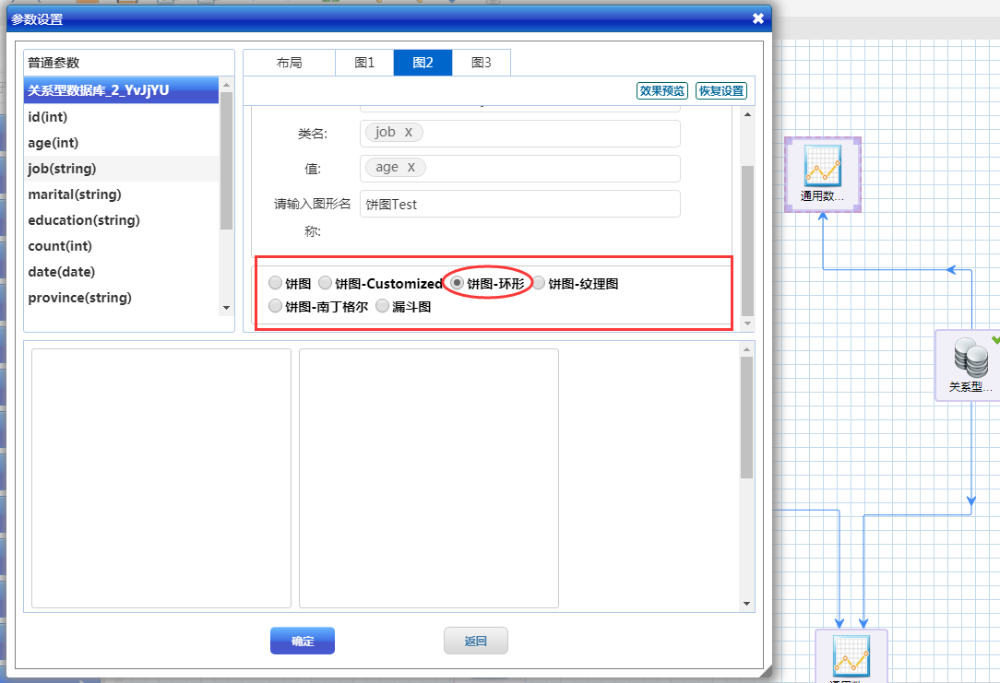 参数设置
普通参数
关系型数据库_2_YvJjYU
id(int)
age(int)
job(string)
marital(string)
education(string)
count(int)
date(date)
province(string)
布局 图1 图2 图3
效果预览 恢复设置
类名: job X
值: age X
请输入图形名称: 饼图Test
饼图 饼图-Customized 饼图-环形 饼图-纹理图
饼图-南丁格尔 漏斗图
确定 返回
通用数...
关系型...
通用数...